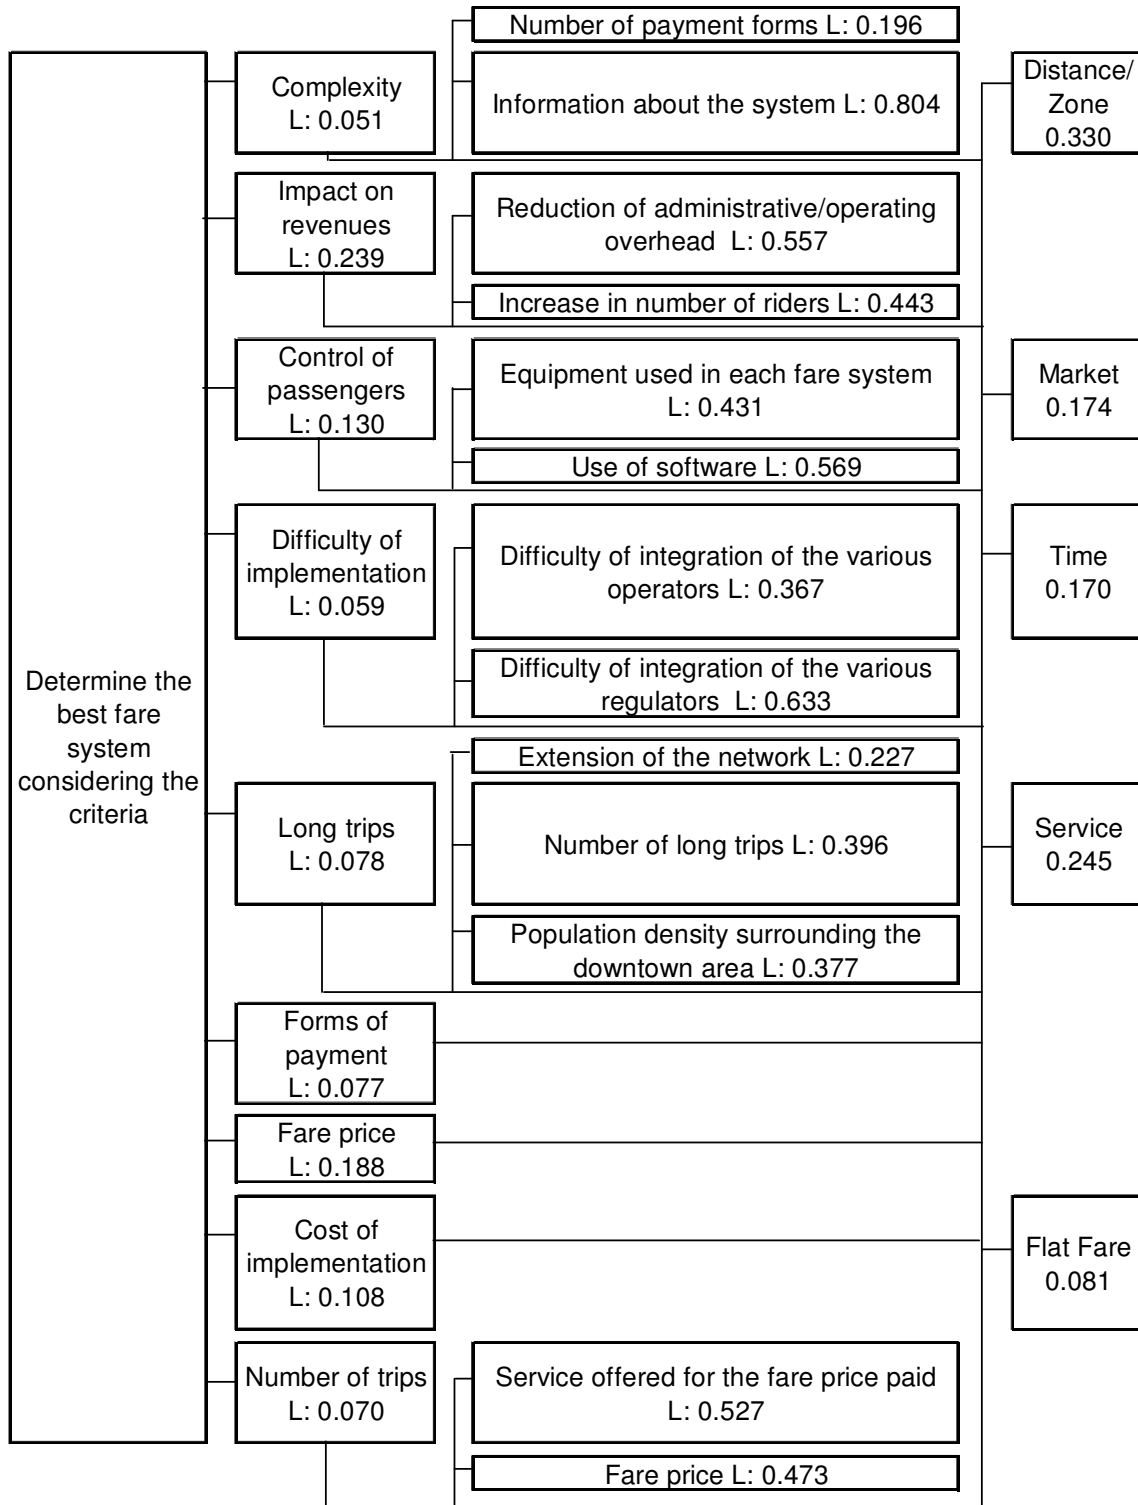 Determine the
best fare
system
considering the
criteria
Complexity
L: 0.051
Number of payment forms L: 0.196
Information about the system L: 0.804
Impact on
revenues
L: 0.239
Reduction of administrative/operating
overhead  L: 0.557
Increase in number of riders L: 0.443
Control of
passengers
L: 0.130
Equipment used in each fare system
L: 0.431
Use of software L: 0.569
Difficulty of
implementation
L: 0.059
Difficulty of integration of the various
operators L: 0.367
Difficulty of integration of the various
regulators  L: 0.633
Long trips
L: 0.078
Extension of the network L: 0.227
Number of long trips L: 0.396
Population density surrounding the
downtown area L: 0.377
Forms of
payment
L: 0.077
Fare price
L: 0.188
Cost of
implementation
L: 0.108
Number of trips
L: 0.070
Service offered for the fare price paid
L: 0.527
Fare price L: 0.473
Distance/
Zone
0.330
Market
0.174
Time
0.170
Service
0.245
Flat Fare
0.081